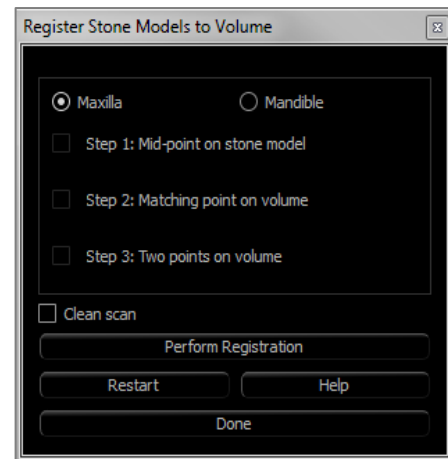 Register Stone Models to Volume
Maxilla Mandible
Step 1: Mid-point on stone model
Step 2: Matching point on volume
Step 3: Two points on volume
Clean scan
Perform Registration
Restart Help
Done